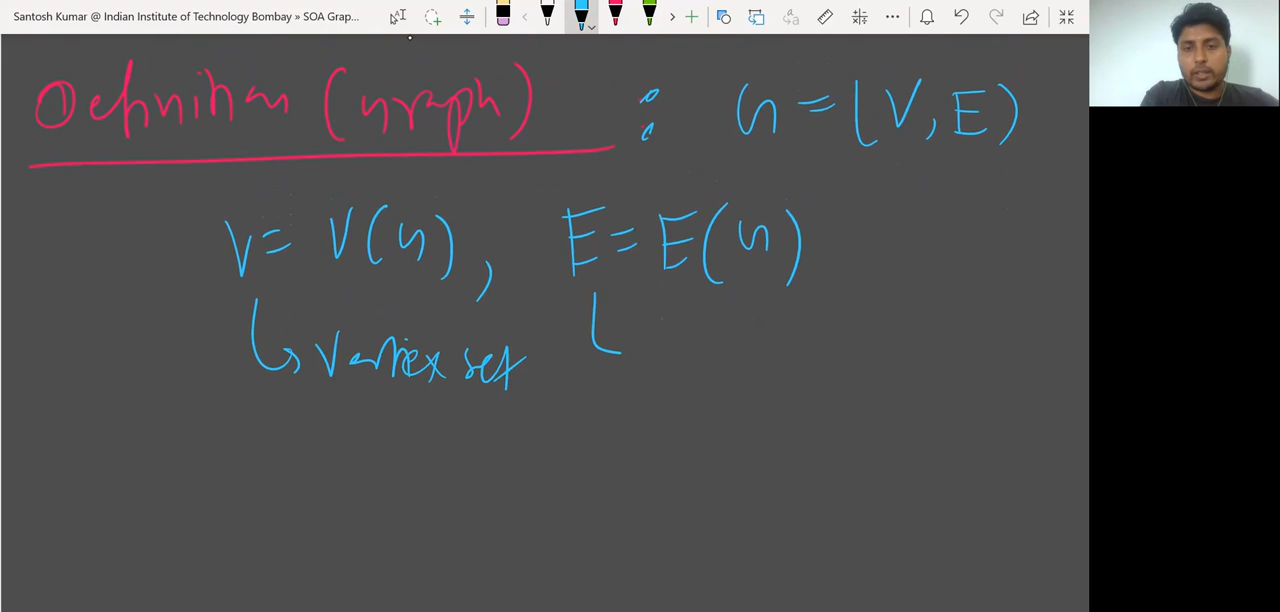 Santosh Kumar @ Indian Institute of Technology Bombay » SOA Grap...
Definition (Graph) : G = (V, E)
V = V(G), E = E(G)
Vertex set